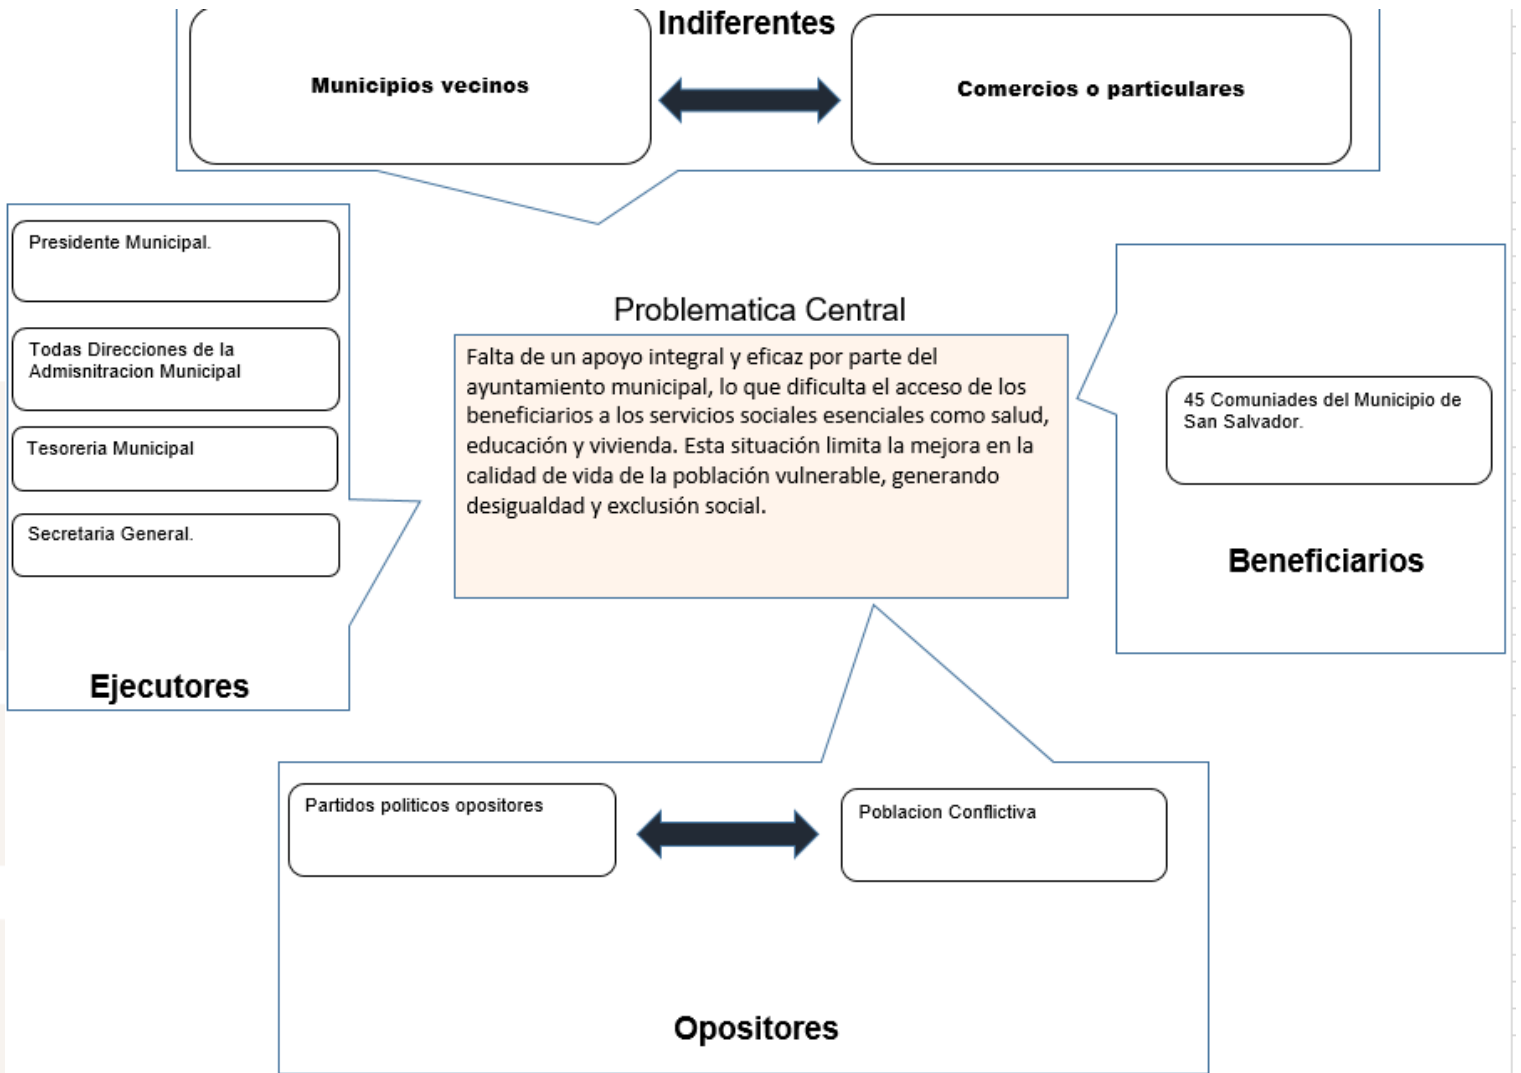 Indiferentes
Municipios vecinos
Comercios o particulares
Presidente Municipal.
Todas Direcciones de la
Admisnitracion Municipal
Tesoreria Municipal
Secretaria General.
Ejecutores
Problematica Central
Falta de un apoyo integral y eficaz por parte del
ayuntamiento municipal, lo que dificulta el acceso de los
beneficiarios a los servicios sociales esenciales como salud,
educación y vivienda. Esta situación limita la mejora en la
calidad de vida de la población vulnerable, generando
desigualdad y exclusión social.
45 Comuniades del Municipio de
San Salvador.
Beneficiarios
Partidos politicos opositores
Poblacion Conflictiva
Opositores